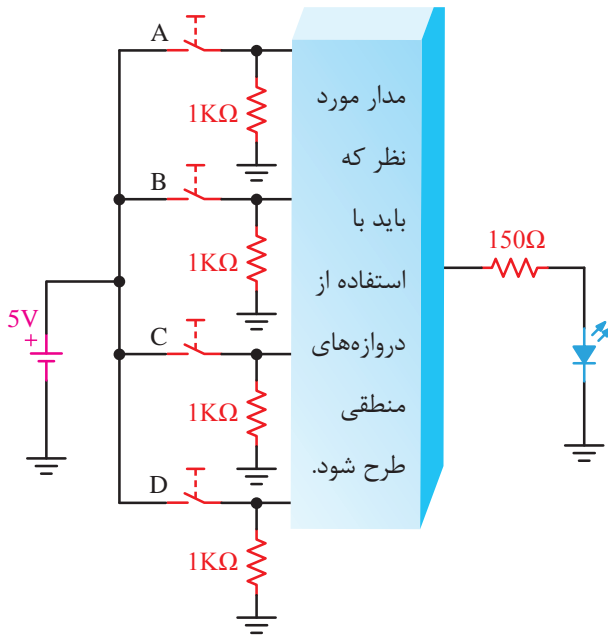 A
1KΩ
B
1KΩ
5V
+
C
1KΩ
D
1KΩ
مدار مورد
نظر که
باید با
استفاده از
دروازه‌های
منطقی
طرح شود.
150Ω